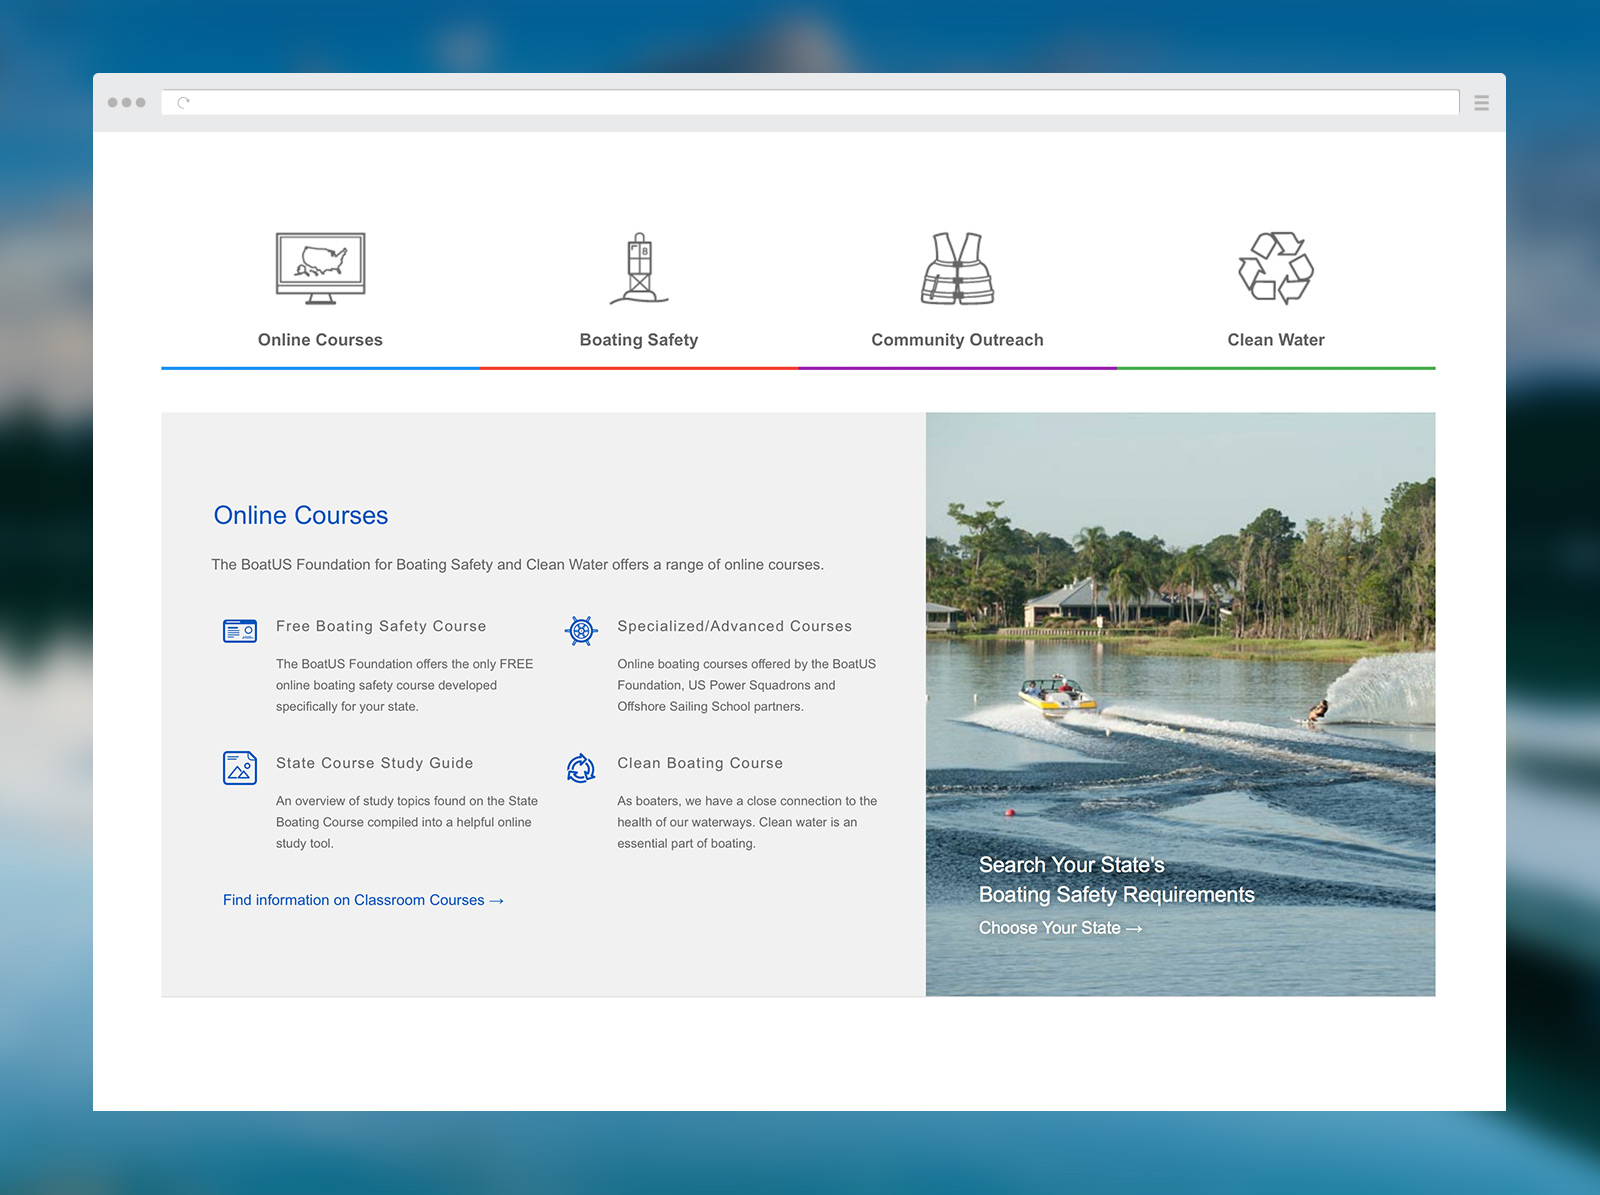 8
Online Courses
Boating Safety
Community Outreach
Clean Water
Online Courses
The BoatUS Foundation for Boating Safety and Clean Water offers a range of online courses.
Free Boating Safety Course
The BoatUS Foundation offers the only FREE
online boating safety course developed
specifically for your state.
Specialized/Advanced Courses
Online boating courses offered by the BoatUS
Foundation, US Power Squadrons and
Offshore Sailing School partners.
State Course Study Guide
An overview of study topics found on the State
Boating Course compiled into a helpful online
study tool.
Clean Boating Course
As boaters, we have a close connection to the
health of our waterways. Clean water is an
essential part of boating.
Find information on Classroom Courses →
Search Your State's
Boating Safety Requirements
Choose Your State →